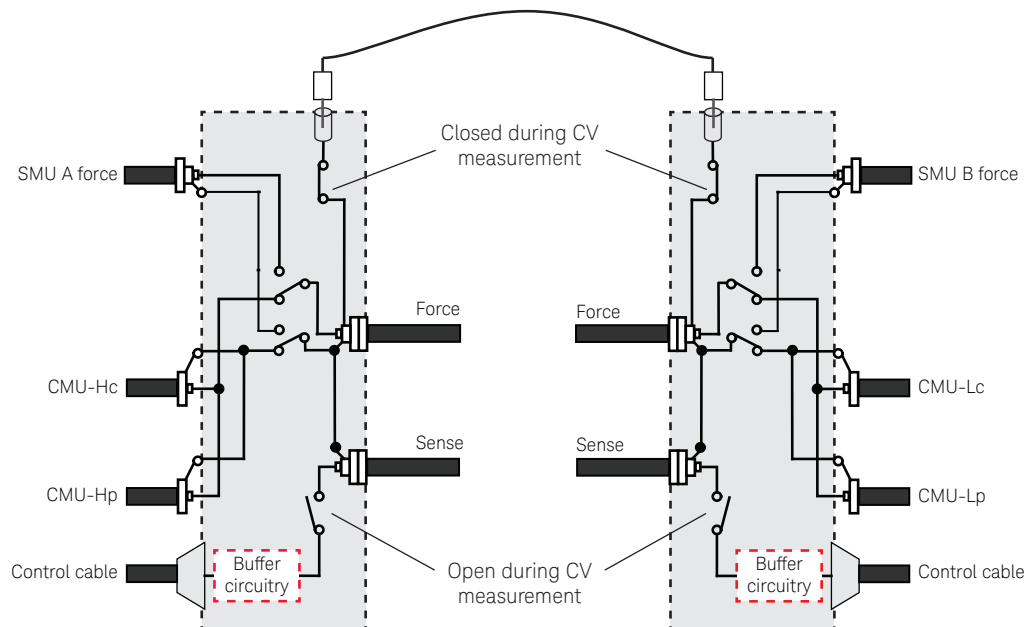 Closed during CV
measurement
SMU A force
SMU B force
Force
Force
CMU-Hc
CMU-Lc
Sense
Sense
CMU-Hp
CMU-Lp
Control cable
Buffer
circuitry
Open during CV
measurement
Buffer
circuitry
Control cable